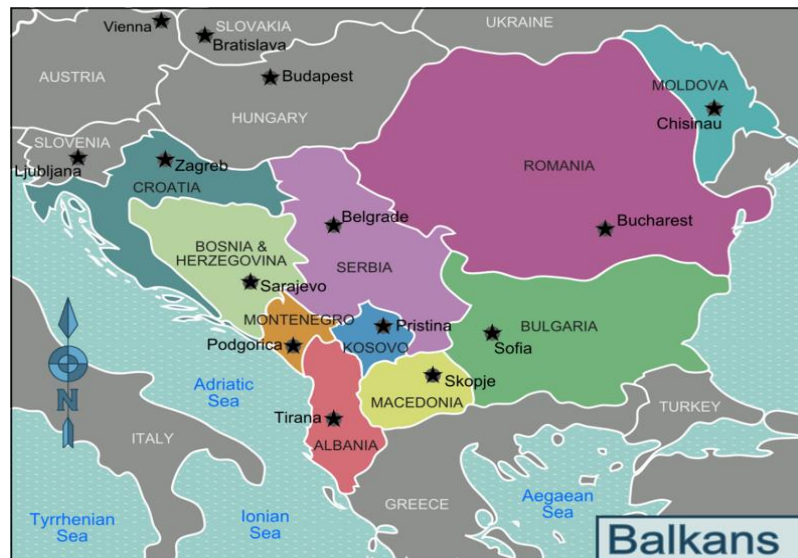 Vienna
SLOVAKIA
Bratislava
UKRAINE
AUSTRIA
Budapest
MOLDOVA
HUNGARY
Chisinau
SLOVENIA
Ljubljana
Zagreb
CROATIA
ROMANIA
Belgrade
Bucharest
BOSNIA &
HERZEGOVINA
SERBIA
Sarajevo
MONTENEGRO
Pristina
BULGARIA
Podgorica
KOSOVO
Sofia
Adriatic
Sea
Skopje
MACEDONIA
N
Tirana
TURKEY
ITALY
ALBANIA
GREECE
Aegaean
Sea
Tyrrhenian
Sea
Ionian
Sea
Balkans